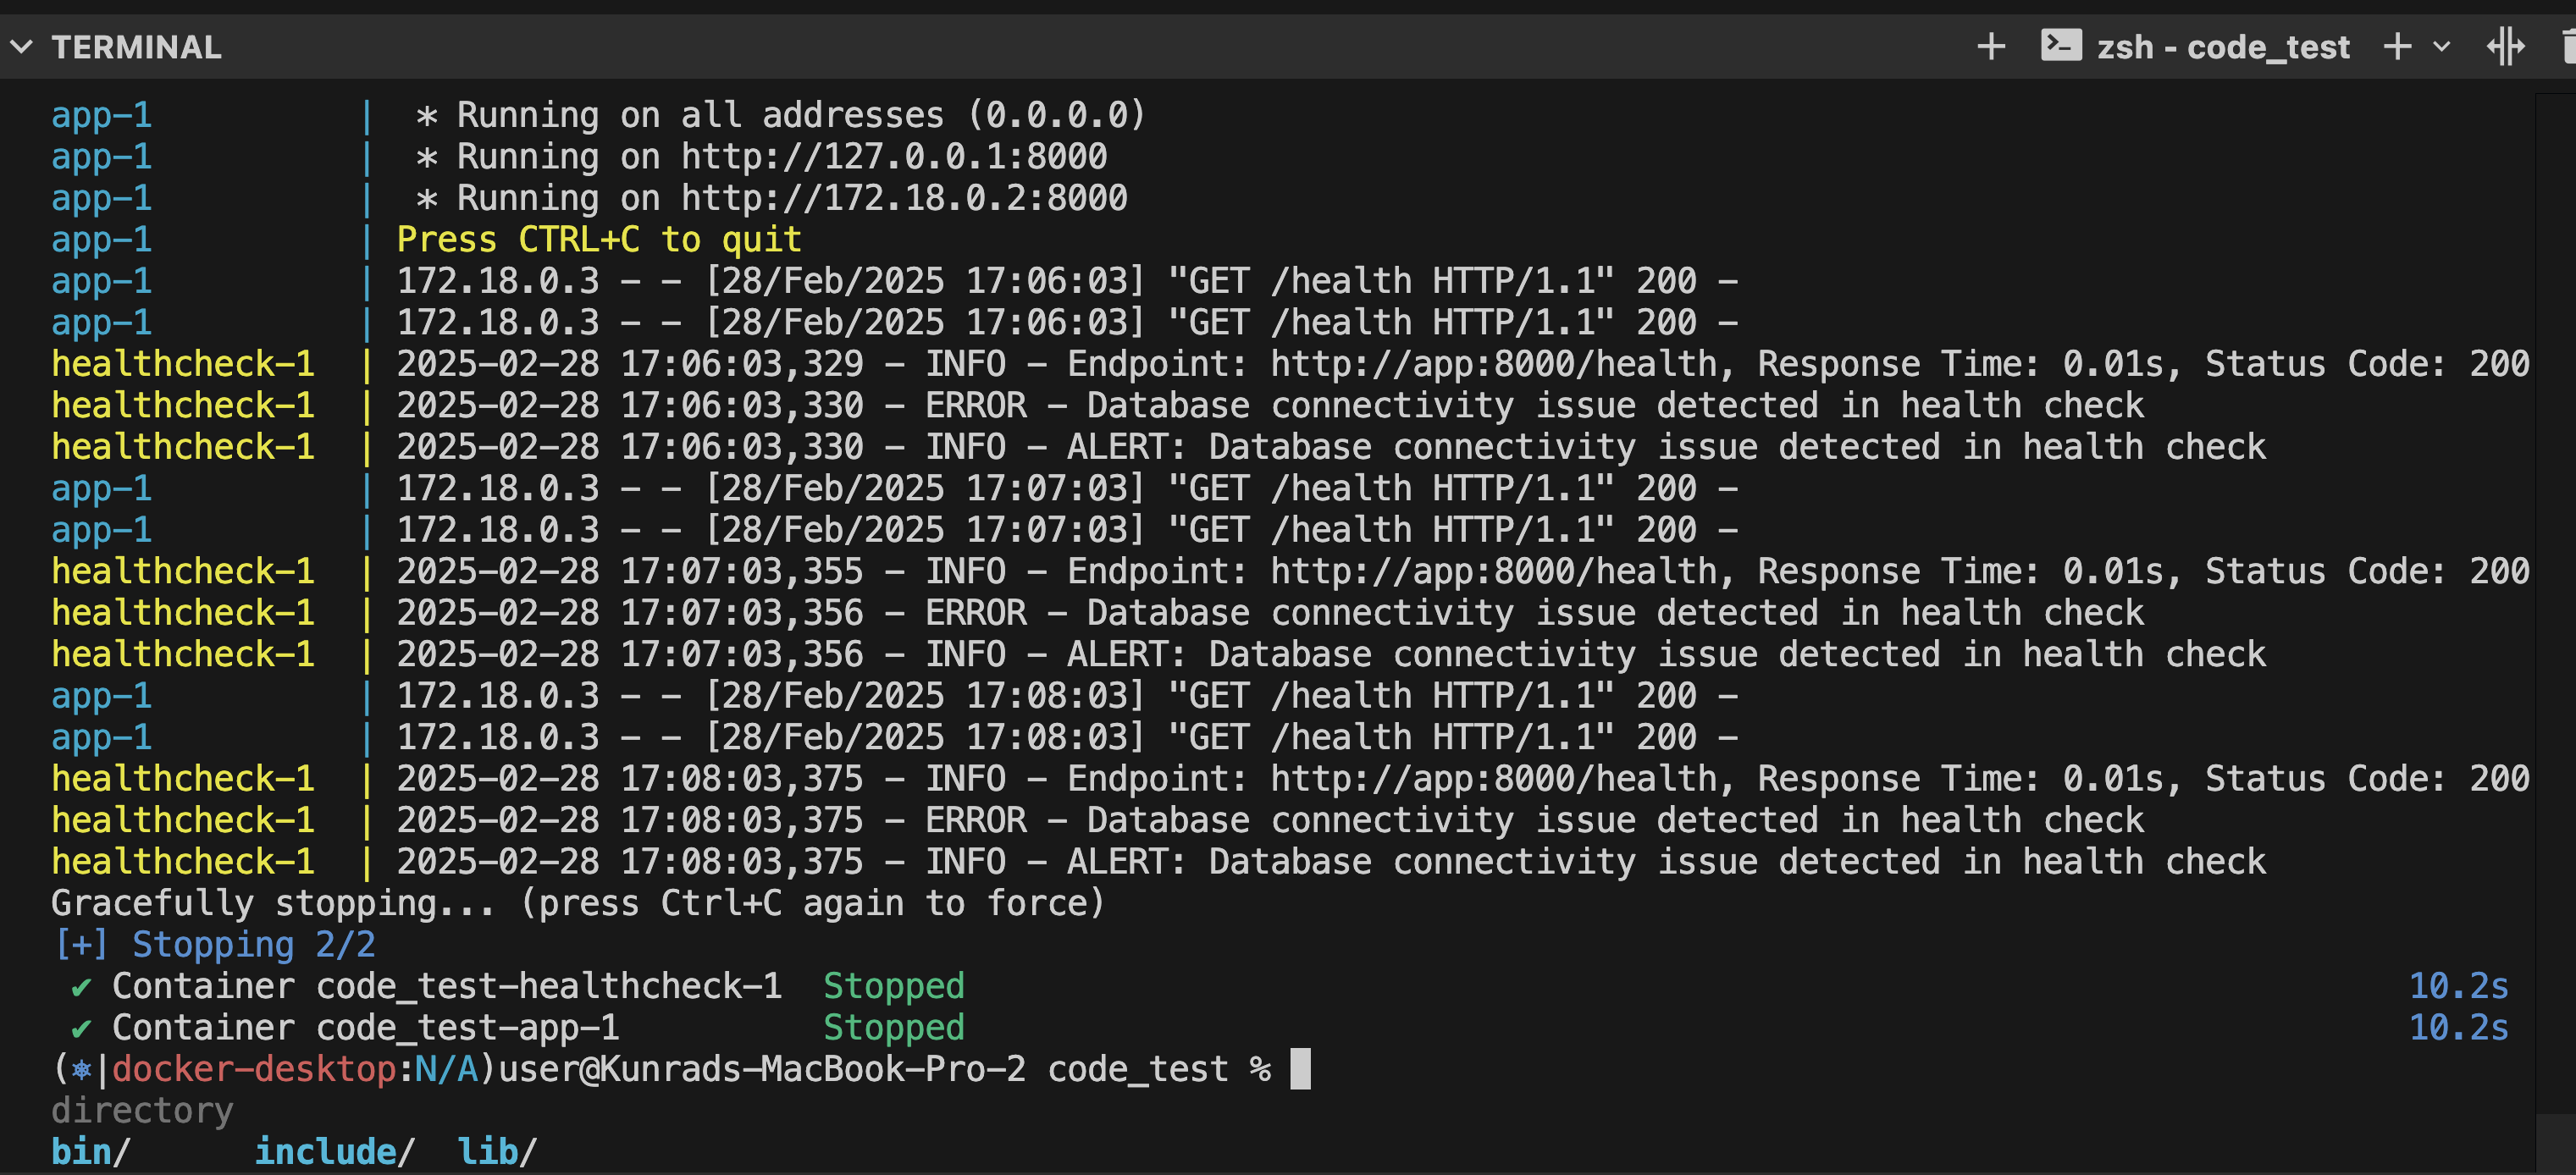 TERMINAL zsh - code_test
app-1 | * Running on all addresses (0.0.0.0)
app-1 | * Running on http://127.0.0.1:8000
app-1 | * Running on http://172.18.0.2:8000
app-1 | Press CTRL+C to quit
app-1 | 172.18.0.3 - - [28/Feb/2025 17:06:03] "GET /health HTTP/1.1" 200 -
app-1 | 172.18.0.3 - - [28/Feb/2025 17:06:03] "GET /health HTTP/1.1" 200 -
healthcheck-1 | 2025-02-28 17:06:03,329 - INFO - Endpoint: http://app:8000/health, Response Time: 0.01s, Status Code: 200
healthcheck-1 | 2025-02-28 17:06:03,330 - ERROR - Database connectivity issue detected in health check
healthcheck-1 | 2025-02-28 17:06:03,330 - INFO - ALERT: Database connectivity issue detected in health check
app-1 | 172.18.0.3 - - [28/Feb/2025 17:07:03] "GET /health HTTP/1.1" 200 -
app-1 | 172.18.0.3 - - [28/Feb/2025 17:07:03] "GET /health HTTP/1.1" 200 -
healthcheck-1 | 2025-02-28 17:07:03,355 - INFO - Endpoint: http://app:8000/health, Response Time: 0.01s, Status Code: 200
healthcheck-1 | 2025-02-28 17:07:03,356 - ERROR - Database connectivity issue detected in health check
healthcheck-1 | 2025-02-28 17:07:03,356 - INFO - ALERT: Database connectivity issue detected in health check
app-1 | 172.18.0.3 - - [28/Feb/2025 17:08:03] "GET /health HTTP/1.1" 200 -
app-1 | 172.18.0.3 - - [28/Feb/2025 17:08:03] "GET /health HTTP/1.1" 200 -
healthcheck-1 | 2025-02-28 17:08:03,375 - INFO - Endpoint: http://app:8000/health, Response Time: 0.01s, Status Code: 200
healthcheck-1 | 2025-02-28 17:08:03,375 - ERROR - Database connectivity issue detected in health check
healthcheck-1 | 2025-02-28 17:08:03,375 - INFO - ALERT: Database connectivity issue detected in health check
Gracefully stopping... (press Ctrl+C again to force)
[+] Stopping 2/2
✔ Container code_test-healthcheck-1 Stopped 10.2s
✔ Container code_test-app-1 Stopped 10.2s
(⎈|docker-desktop:N/A)user@Kunrads-MacBook-Pro-2 code_test %
directory
bin/ include/ lib/